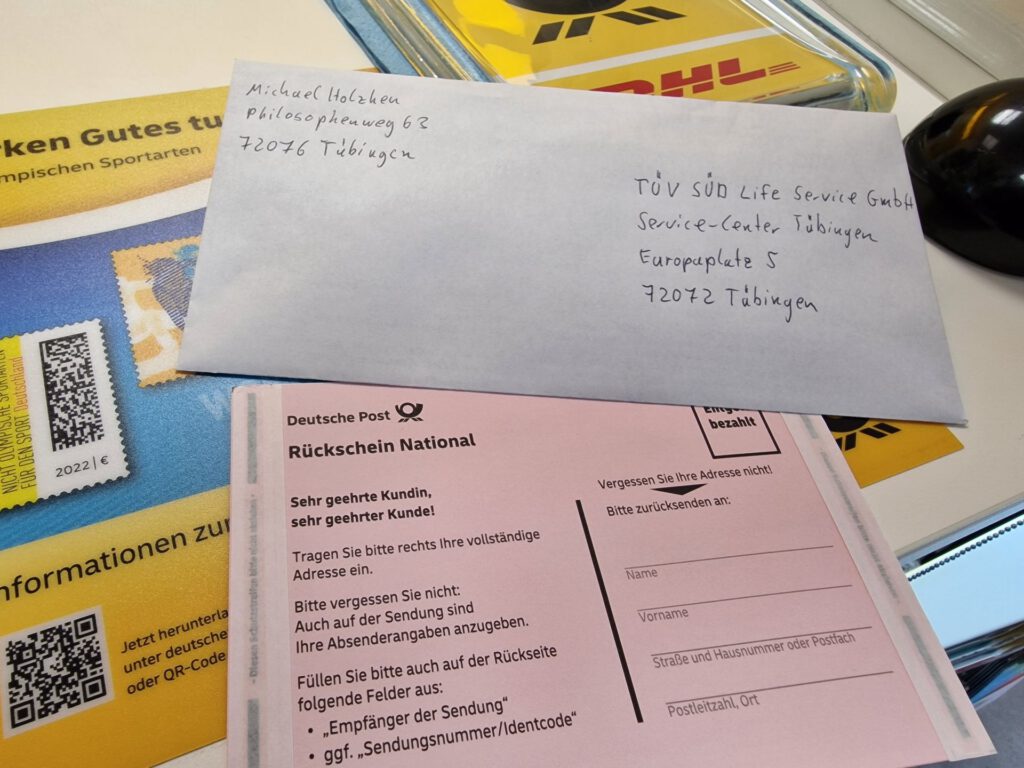 DHL
Michael Holzhen
Philosophenweg 63
72076 Tübingen
TÜV SÜD Life Service GmbH
Service-Center Tübingen
Europaplatz 5
72072 Tübingen
rken Gutes tu
mpischen Sportarten
NICHT OLYMPISCHE SPORTARTEN
FÜR DEN SPORT Deutschland
2022 | €
nformationen zur
Jetzt herunterla
unter deutsche
oder QR-Code
Deutsche Post
Rückschein National
Entgelt
bezahlt
Sehr geehrte Kundin,
sehr geehrter Kunde!
Tragen Sie bitte rechts Ihre vollständige
Adresse ein.
Bitte vergessen Sie nicht:
Auch auf der Sendung sind
Ihre Absenderangaben anzugeben.
Füllen Sie bitte auch auf der Rückseite
folgende Felder aus:
• „Empfänger der Sendung“
• ggf. „Sendungsnummer/Identcode“
Vergessen Sie Ihre Adresse nicht!
Bitte zurücksenden an:
Name
Vorname
Straße und Hausnummer oder Postfach
Postleitzahl, Ort